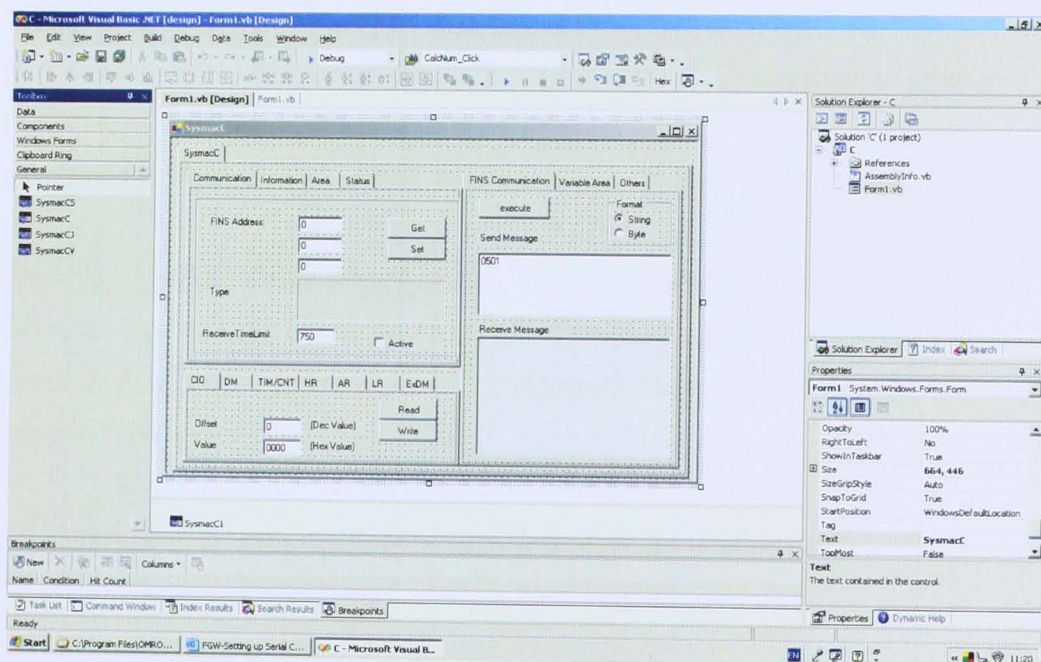 C - Microsoft Visual Basic .NET [design] - Form1.vb [Design]
File Edit View Project Build Debug Data Tools Window Help
Debug CalcNum_Click
Hex
Toolbox
Data
Components
Windows Forms
Clipboard Ring
General
Pointer
SysmacCS
SysmacC
SysmacCJ
SysmacCV
Form1.vb [Design] Form1.vb
SysmacC
SysmacC
Communication Information Area Status
FINS Address:
0
0
0
Get
Set
Type
ReceiveTimeLimit 750 Active
CIO DM TIM/CNT HR AR LR ExDM
Offset 0 (Dec Value)
Value 0000 (Hex Value)
Read
Write
FINS Communication Variable Area Others
execute
Format
String
Byte
Send Message
0501
Receive Message
SysmacC1
Solution Explorer - C
Solution 'C' (1 project)
C
References
AssemblyInfo.vb
Form1.vb
Solution Explorer Index Search
Properties
Form1 System.Windows.Forms.Form
Opacity 100%
RightToLeft No
ShowInTaskbar True
Size 664, 446
SizeGripStyle Auto
SnapToGrid True
StartPosition WindowsDefaultLocation
Tag
Text SysmacC
TopMost False
Text
The text contained in the control.
Properties Dynamic Help
Breakpoints
New Columns
Name Condition Hit Count
Task List Command Window Index Results Search Results Breakpoints
Ready
Start C:\Program Files\OMRO... FGW-Setting up Serial C... C - Microsoft Visual B...
EN
11:20